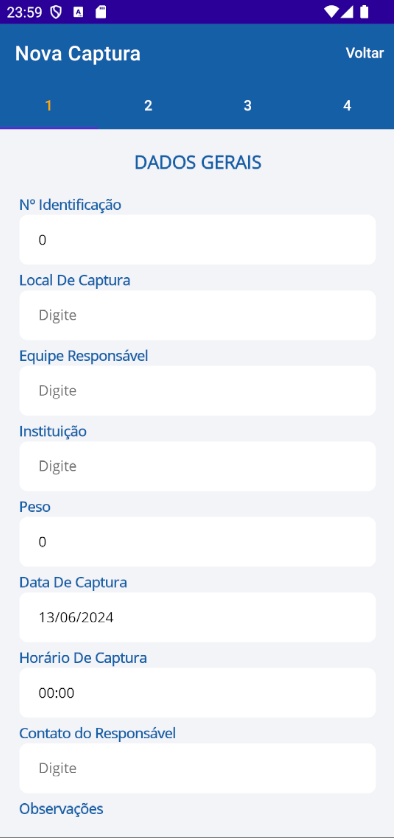 23:59
Nova Captura
Voltar
1 2 3 4
DADOS GERAIS
Nº Identificação
0
Local De Captura
Digite
Equipe Responsável
Digite
Instituição
Digite
Peso
0
Data De Captura
13/06/2024
Horário De Captura
00:00
Contato do Responsável
Digite
Observações